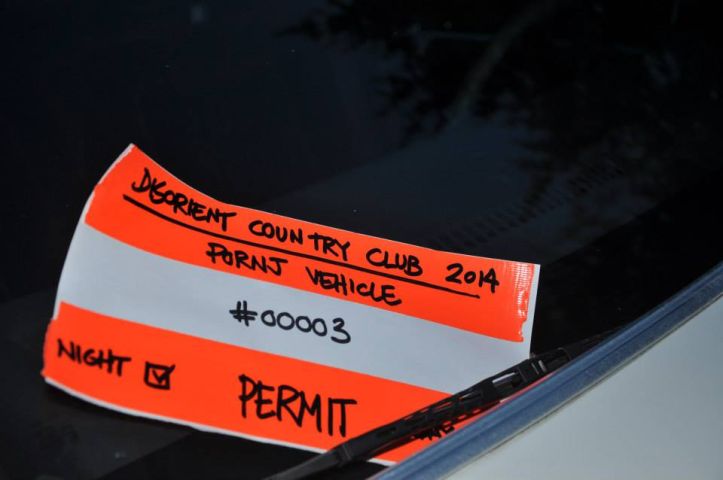 DISORIENT COUNTRY CLUB 2014
PORNJ VEHICLE
#00003
NIGHT ☑
PERMIT